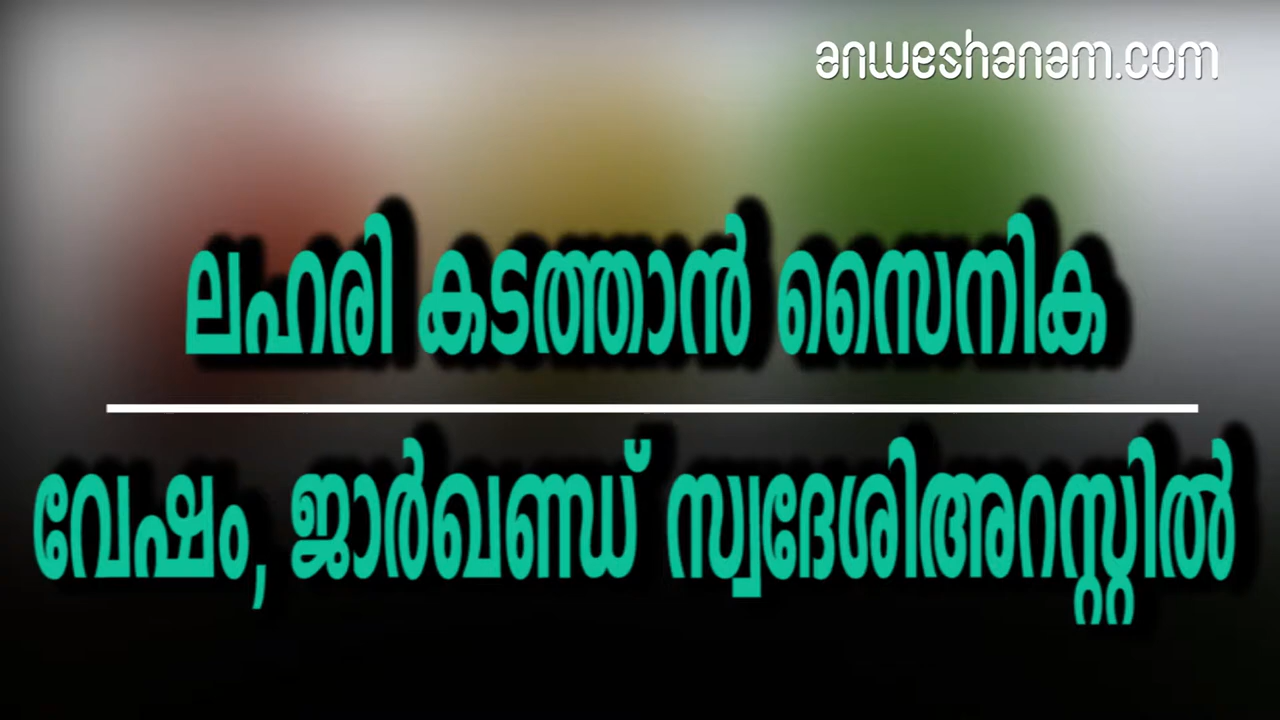 anweshanam.com
ലഹരി കടത്താൻ സൈനിക
വേഷം, ജാർഖണ്ഡ് സ്വദേശിഅറസ്റ്റിൽ